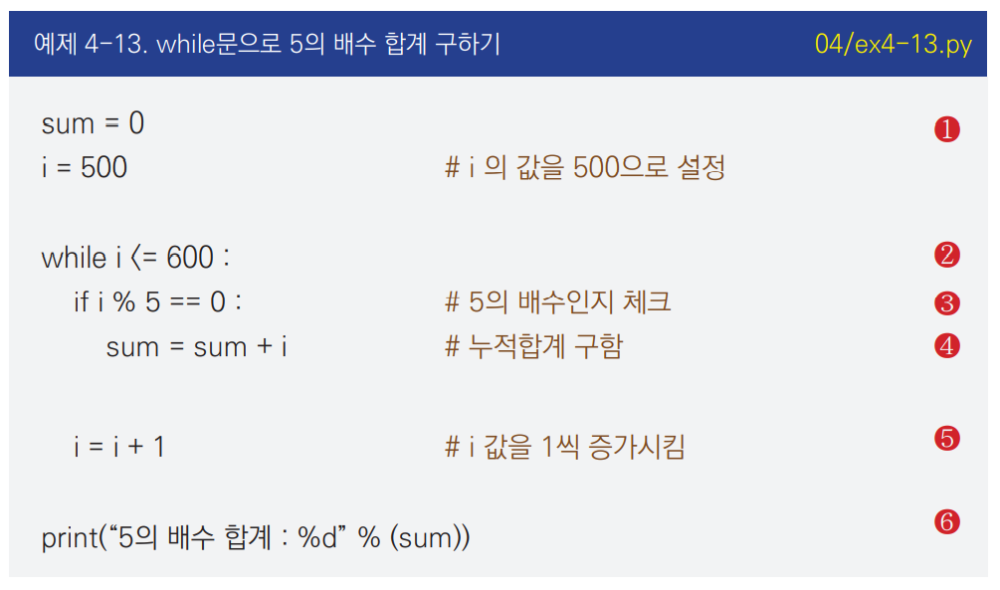 예제 4-13. while문으로 5의 배수 합계 구하기 04/ex4-13.py
sum = 0 ❶
i = 500 # i 의 값을 500으로 설정
while i <= 600 : ❷
if i % 5 == 0 : # 5의 배수인지 체크 ❸
sum = sum + i # 누적합계 구함 ❹
i = i + 1 # i 값을 1씩 증가시킴 ❺
print(“5의 배수 합계 : %d” % (sum)) ❻